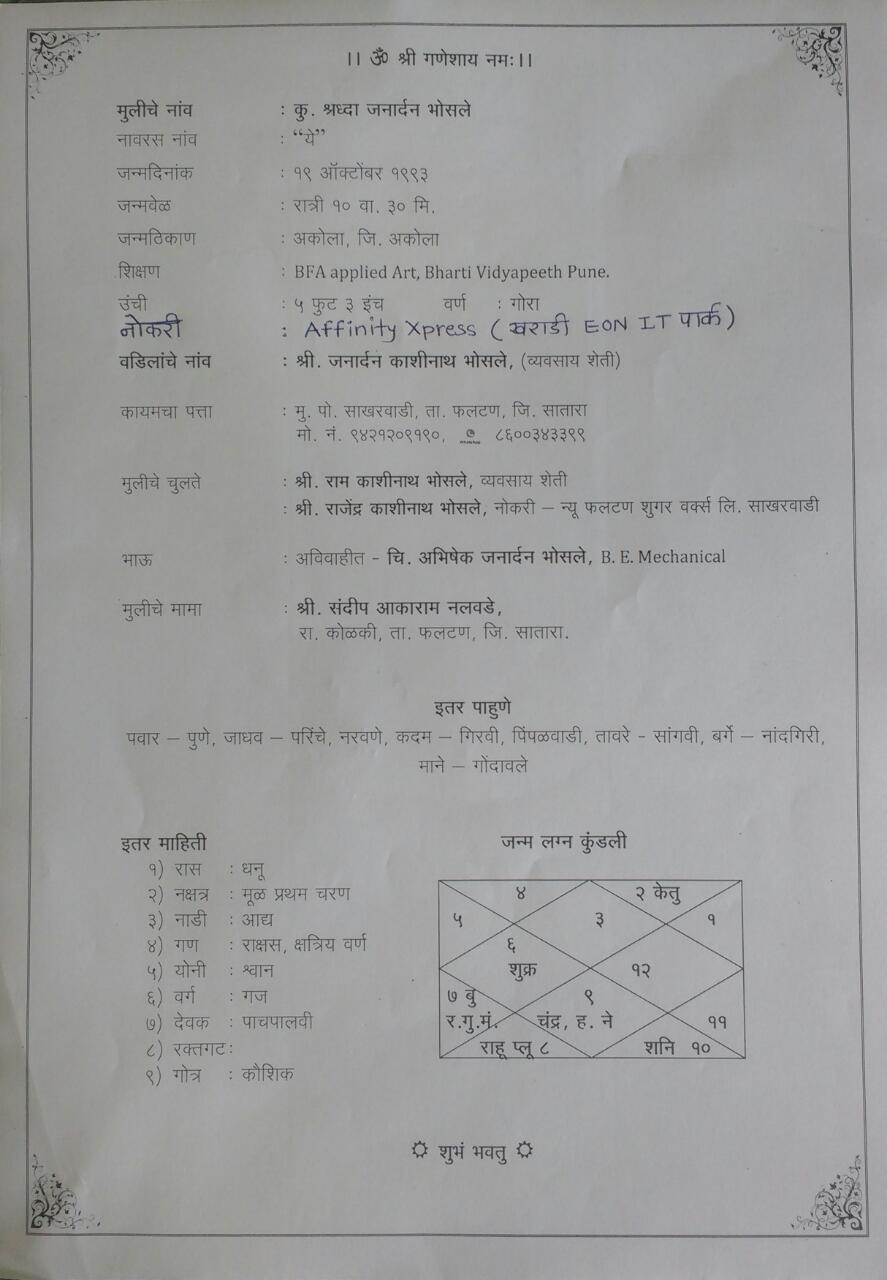 ।। ॐ श्री गणेशाय नमः।।
मुलीचे नांव : कु. श्रध्दा जनार्दन भोसले
नावरस नांव : “ये”
जन्मदिनांक : १९ ऑक्टोंबर १९९३
जन्मवेळ : रात्री १० वा. ३० मि.
जन्मठिकाण : अकोला, जि. अकोला
शिक्षण : BFA applied Art, Bharti Vidyapeeth Pune.
उंची : ५ फुट ३ इंच वर्ण : गोरा
नोकरी : Affinity Xpress ( खराडी EON IT पार्क )
वडिलांचे नांव : श्री. जनार्दन काशीनाथ भोसले, (व्यवसाय शेती)
कायमचा पत्ता : मु. पो. साखरवाडी, ता. फलटण, जि. सातारा
मो. नं. ९४२१२०९१९०, ८६००३४३३९९
मुलीचे चुलते : श्री. राम काशीनाथ भोसले, व्यवसाय शेती
: श्री. राजेंद्र काशीनाथ भोसले, नोकरी – न्यू फलटण शुगर वर्क्स लि. साखरवाडी
भाऊ : अविवाहीत - चि. अभिषेक जनार्दन भोसले, B. E. Mechanical
मुलीचे मामा : श्री. संदीप आकाराम नलवडे,
रा. कोळकी, ता. फलटण, जि. सातारा.
इतर पाहुणे
पवार – पुणे, जाधव – परिंचे, नरवणे, कदम – गिरवी, पिंपळवाडी, तावरे - सांगवी, बर्गे – नांदगिरी,
माने – गोंदावले
इतर माहिती
१) रास : धनू
२) नक्षत्र : मूळ प्रथम चरण
३) नाडी : आद्य
४) गण : राक्षस, क्षत्रिय वर्ण
५) योनी : श्वान
६) वर्ग : गज
७) देवक : पाचपालवी
८) रक्तगटः
९) गोत्र : कौशिक
जन्म लग्न कुंडली
४ २ केतु
५ ३ १
६
शुक्र १२
७ बु ९
र.गु.मं. चंद्र, ह. ने ११
राहू प्लू ८ शनि १०
शुभं भवतु